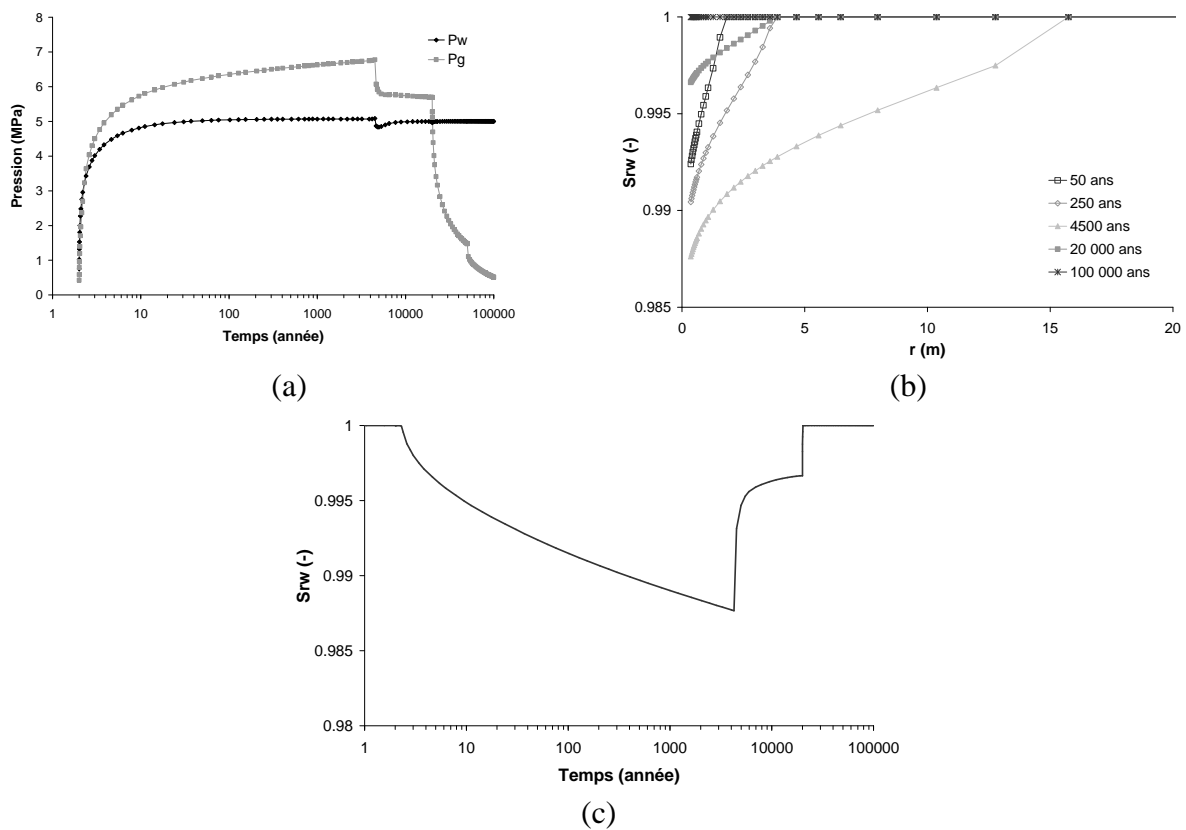 8
7
6
5
4
3
2
1
0
Pression (MPa)
Pw
Pg
1
10
100
1000
10000
100000
Temps (année)
(a)
1
0.995
0.99
0.985
Srw (-)
50 ans
250 ans
4500 ans
20 000 ans
100 000 ans
0
5
10
15
20
r (m)
(b)
1
0.995
0.99
0.985
0.98
Srw (-)
1
10
100
1000
10000
100000
Temps (année)
(c)